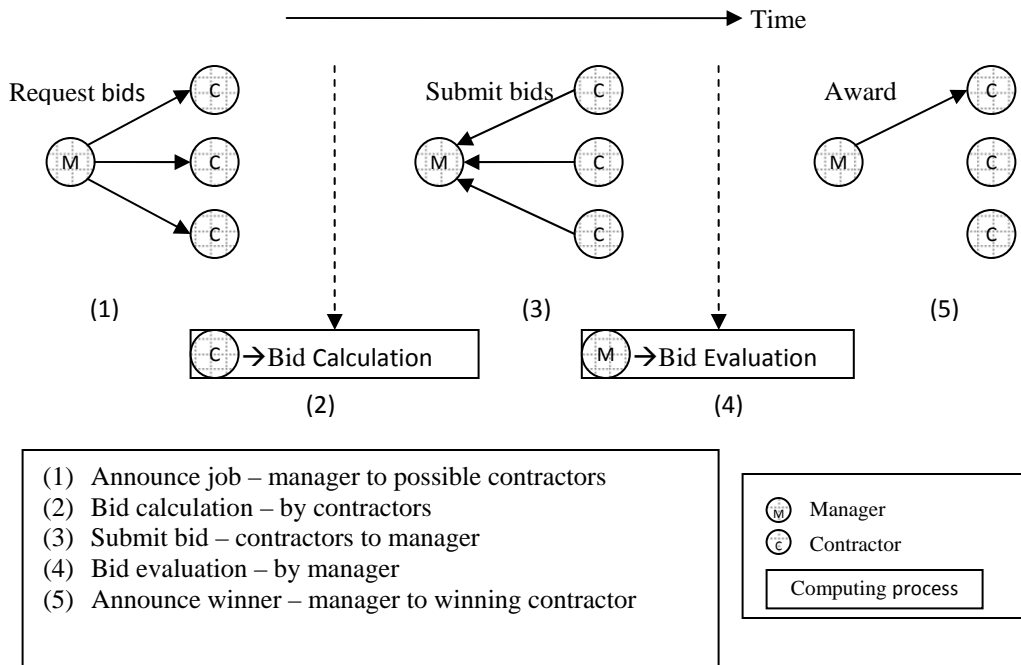 Time
Request bids
Submit bids
Award
C
C
C
M
C
C
C
M
C
C
C
M
(1)
(3)
(5)
C →Bid Calculation
M →Bid Evaluation
(2)
(4)
(1) Announce job – manager to possible contractors
(2) Bid calculation – by contractors
(3) Submit bid – contractors to manager
(4) Bid evaluation – by manager
(5) Announce winner – manager to winning contractor
M Manager
C Contractor
Computing process